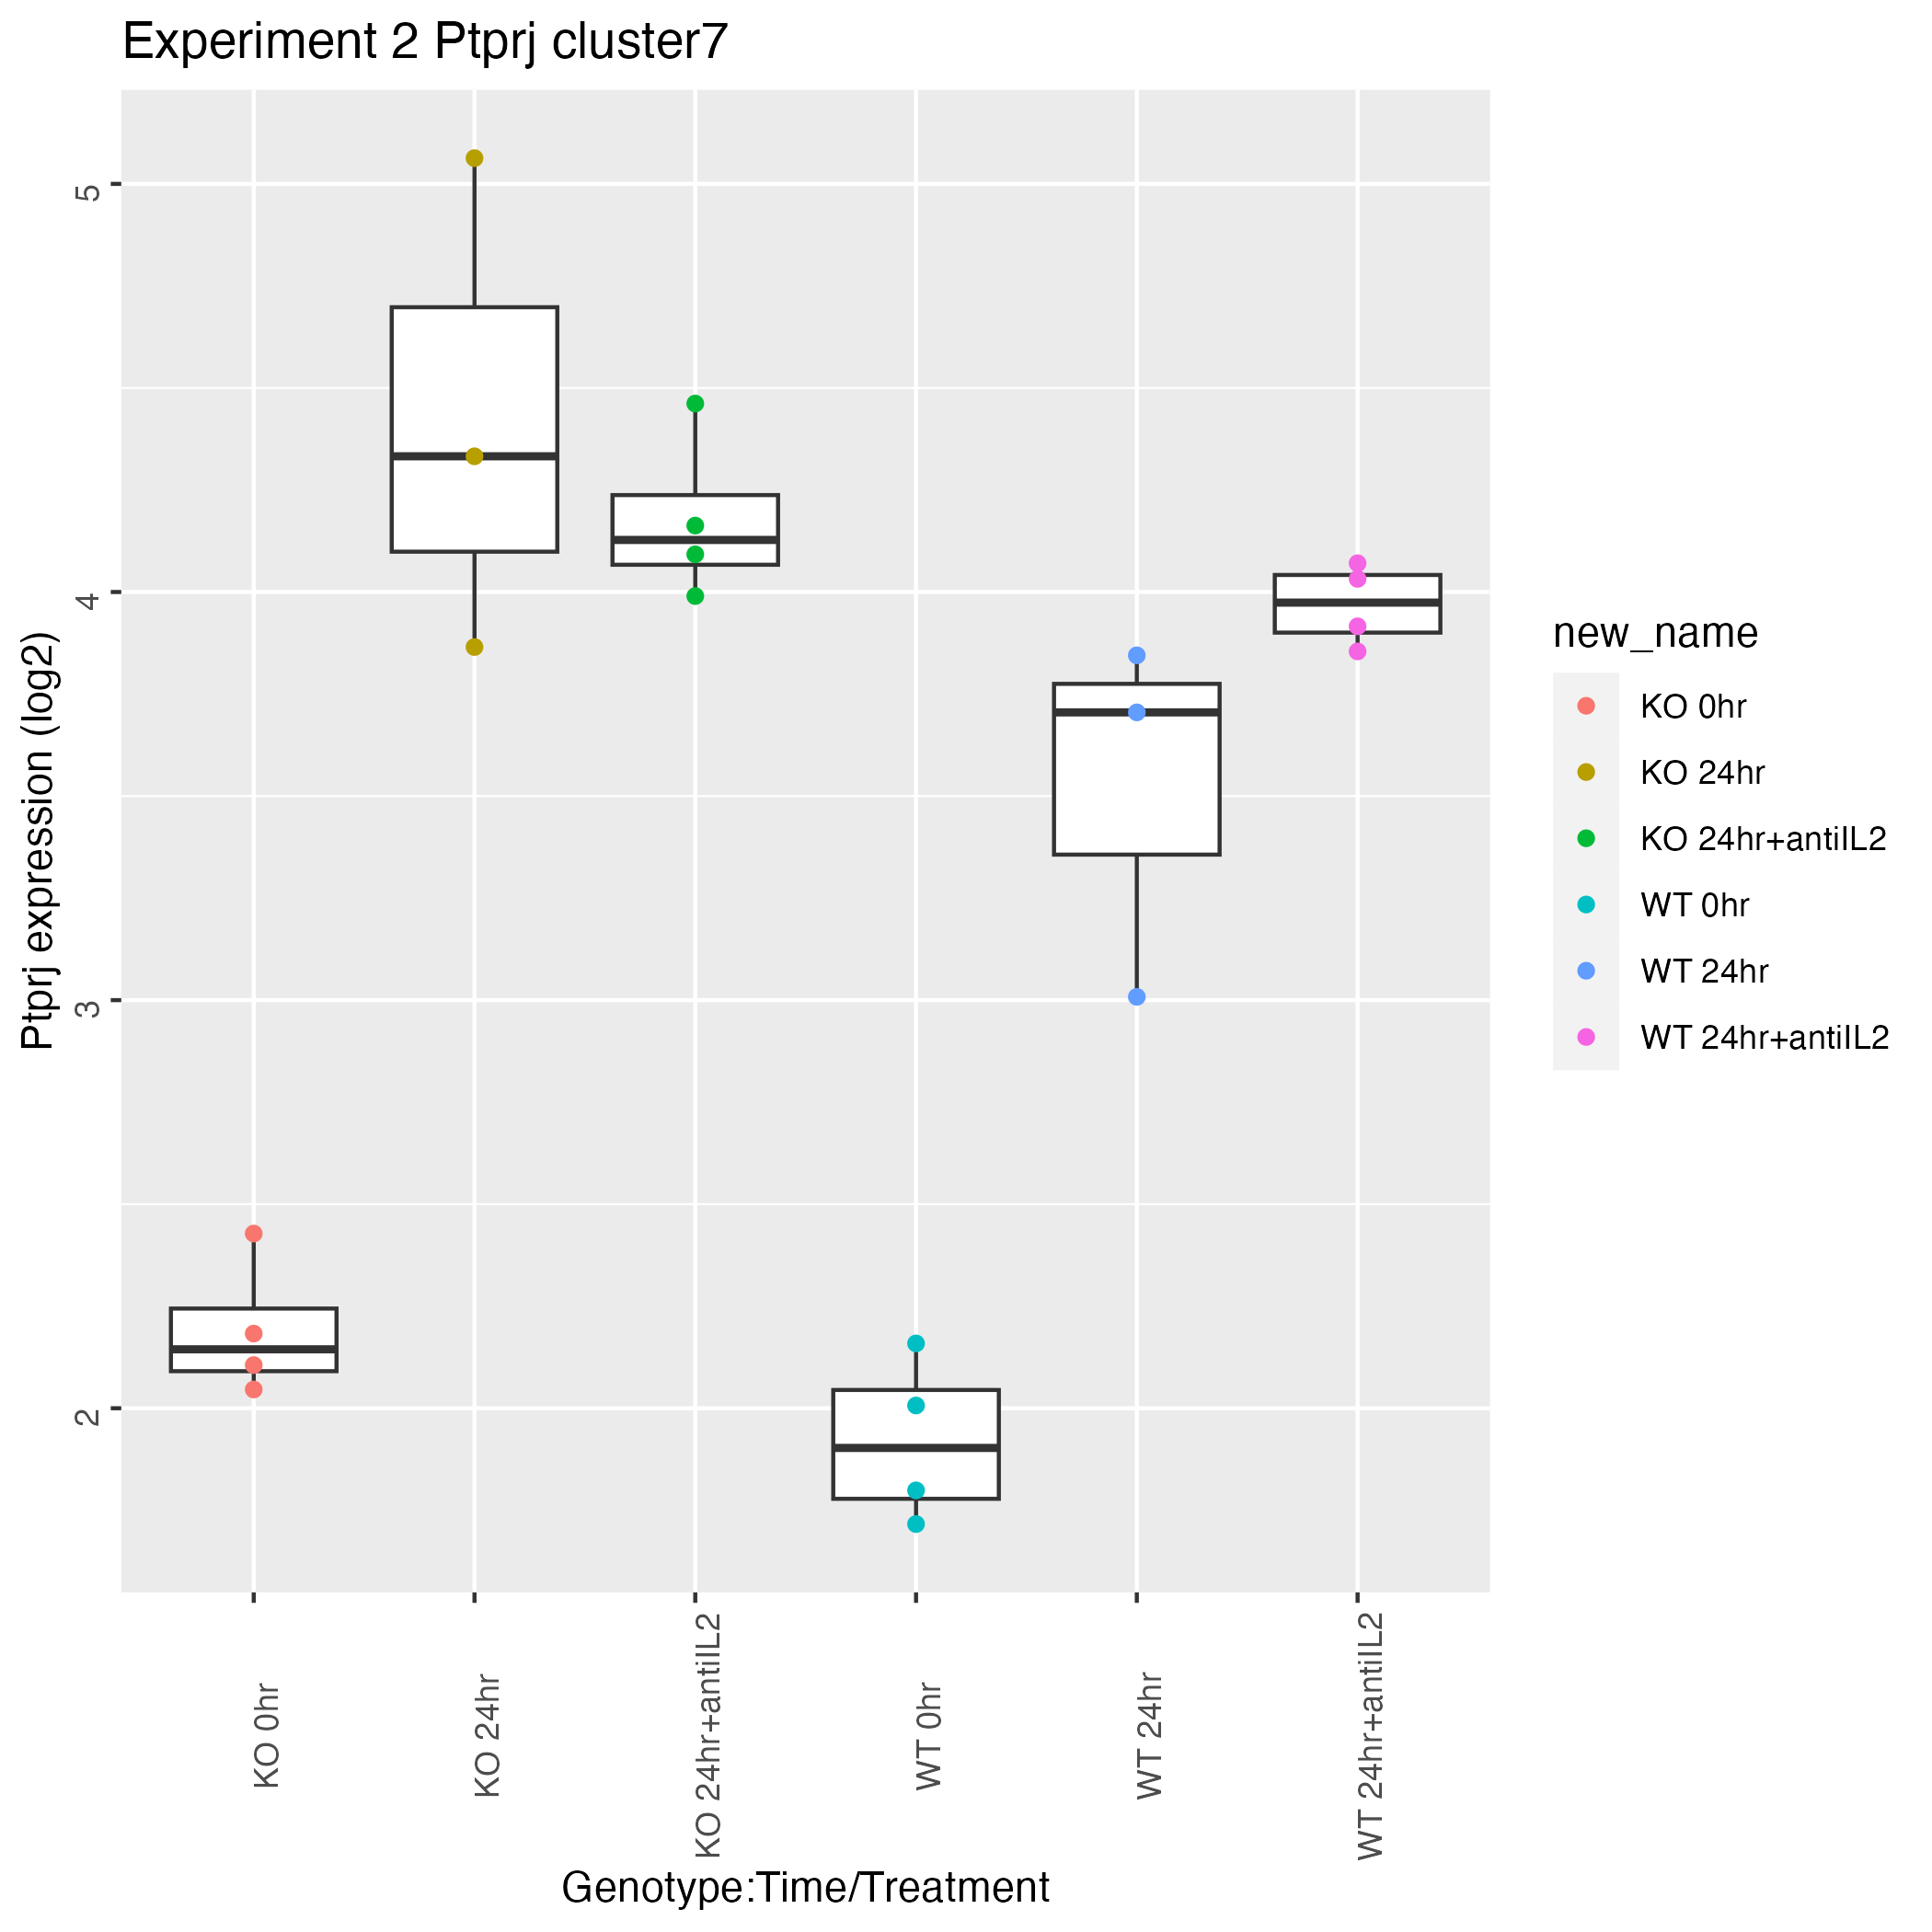 Experiment 2 Ptprj cluster7
Ptprj expression (log2)
5
4
3
2
KO 0hr
KO 24hr
KO 24hr+antiIL2
WT 0hr
WT 24hr
WT 24hr+antiIL2
Genotype:Time/Treatment
new_name
KO 0hr
KO 24hr
KO 24hr+antiIL2
WT 0hr
WT 24hr
WT 24hr+antiIL2